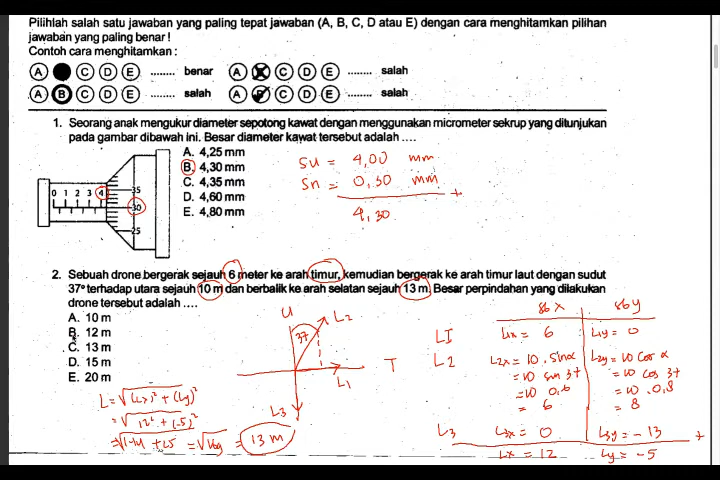 Pilihlah salah satu jawaban yang paling tepat jawaban (A, B, C, D atau E) dengan cara menghitamkan pilihan
jawaban yang paling benar !
Contoh cara menghitamkan :
A C D E ........ benar A C D E ........ salah
A B C D E ........ salah A C D E ........ salah
1. Seorang anak mengukur diameter sepotong kawat dengan menggunakan micrometer sekrup yang ditunjukan
pada gambar dibawah ini. Besar diameter kawat tersebut adalah ....
A. 4,25 mm
B. 4,30 mm
C. 4,35 mm
D. 4,60 mm
E. 4,80 mm
0 1 2 3 4
35
30
25
Su = 4,00 mm
Sn = 0,30 mm
+
4,30
2. Sebuah drone bergerak sejauh 6 meter ke arah timur, kemudian bergerak ke arah timur laut dengan sudut
37° terhadap utara sejauh 10 m dan berbalik ke arah selatan sejauh 13 m. Besar perpindahan yang dilakukan
drone tersebut adalah ....
A. 10 m
B. 12 m
C. 13 m
D. 15 m
E. 20 m
U
L2
37
T
L1
L3
sb x sb y
L1 L1x = 6 L1y = 0
L2 L2x = 10 . sin α L2y = 10 cos α
= 10 sin 37 = 10 cos 37
= 10 0,6 = 10 . 0,8
= 6 = 8
L3 L3x = 0 L3y = -13
+
Lx = 12 Ly = -5
L = √(Lx)² + (Ly)²
= √12² + (-5)²
= √144 + 25 = √169 = 13 m